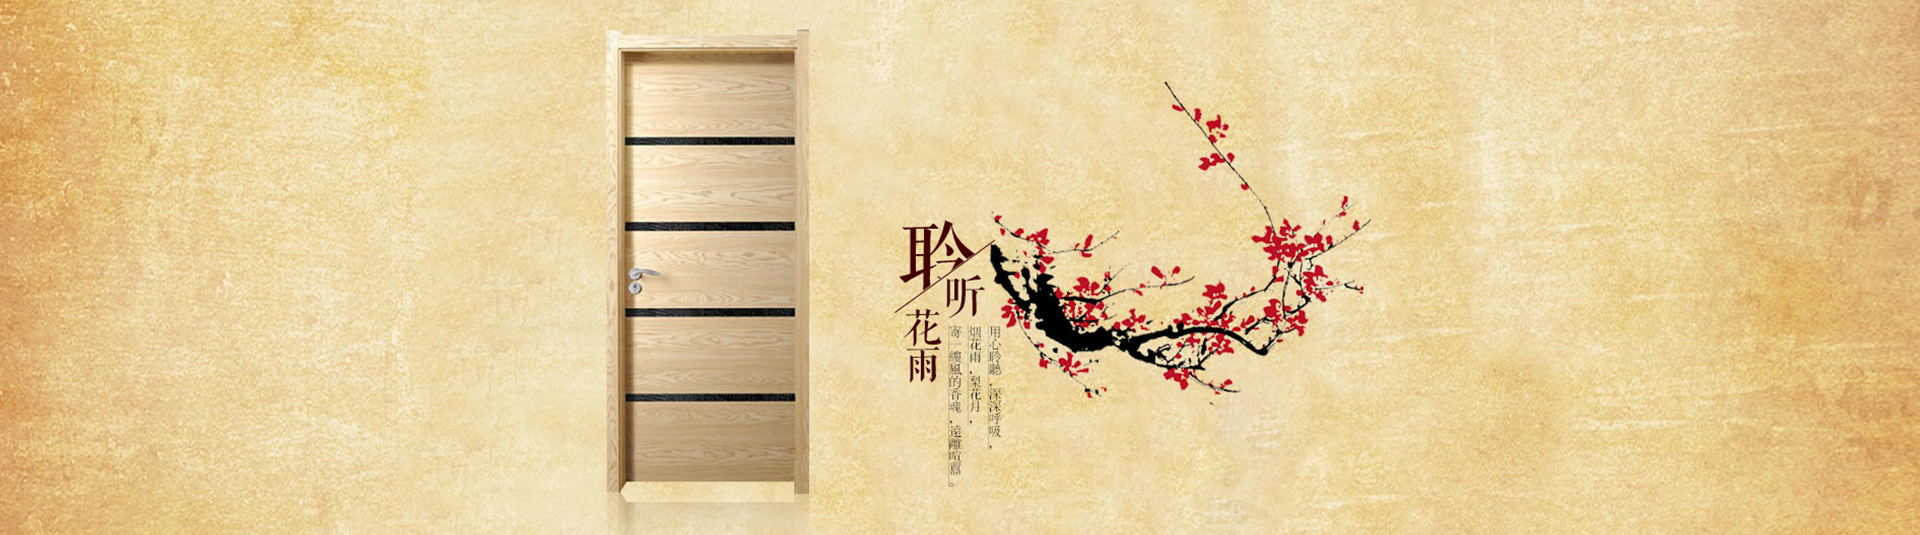 聆听
花雨
用心聆聽，深深呼吸，
烟花雨，梨花月，
寄一縷風的香魂，遠離喧囂。